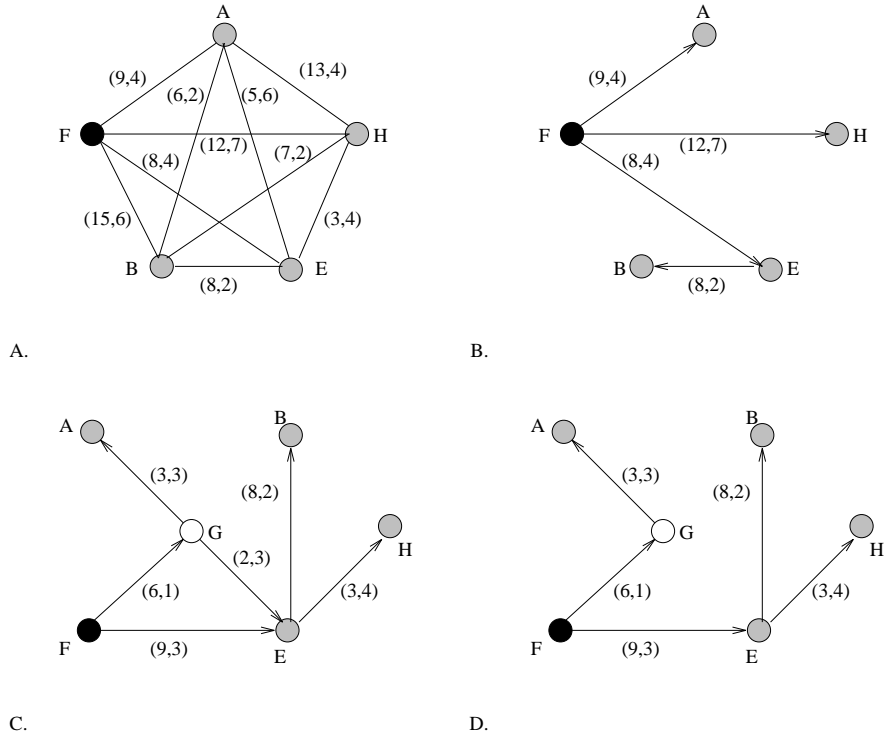 A
(9,4)
(13,4)
(6,2)
(5,6)
F
H
(12,7)
(8,4)
(7,2)
(15,6)
(3,4)
B
E
(8,2)
A.
A
(9,4)
F
H
(12,7)
(8,4)
B
E
(8,2)
B.
A
B
(3,3)
(8,2)
G
H
(2,3)
(6,1)
(3,4)
F
E
(9,3)
C.
A
B
(3,3)
(8,2)
G
H
(6,1)
(3,4)
F
E
(9,3)
D.